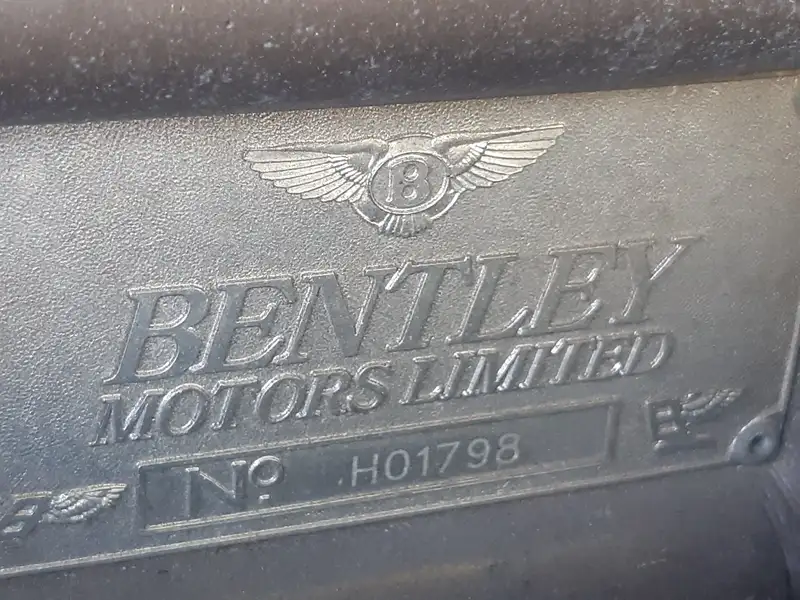 B
BENTLEY
MOTORS LIMITED
Nº H01798